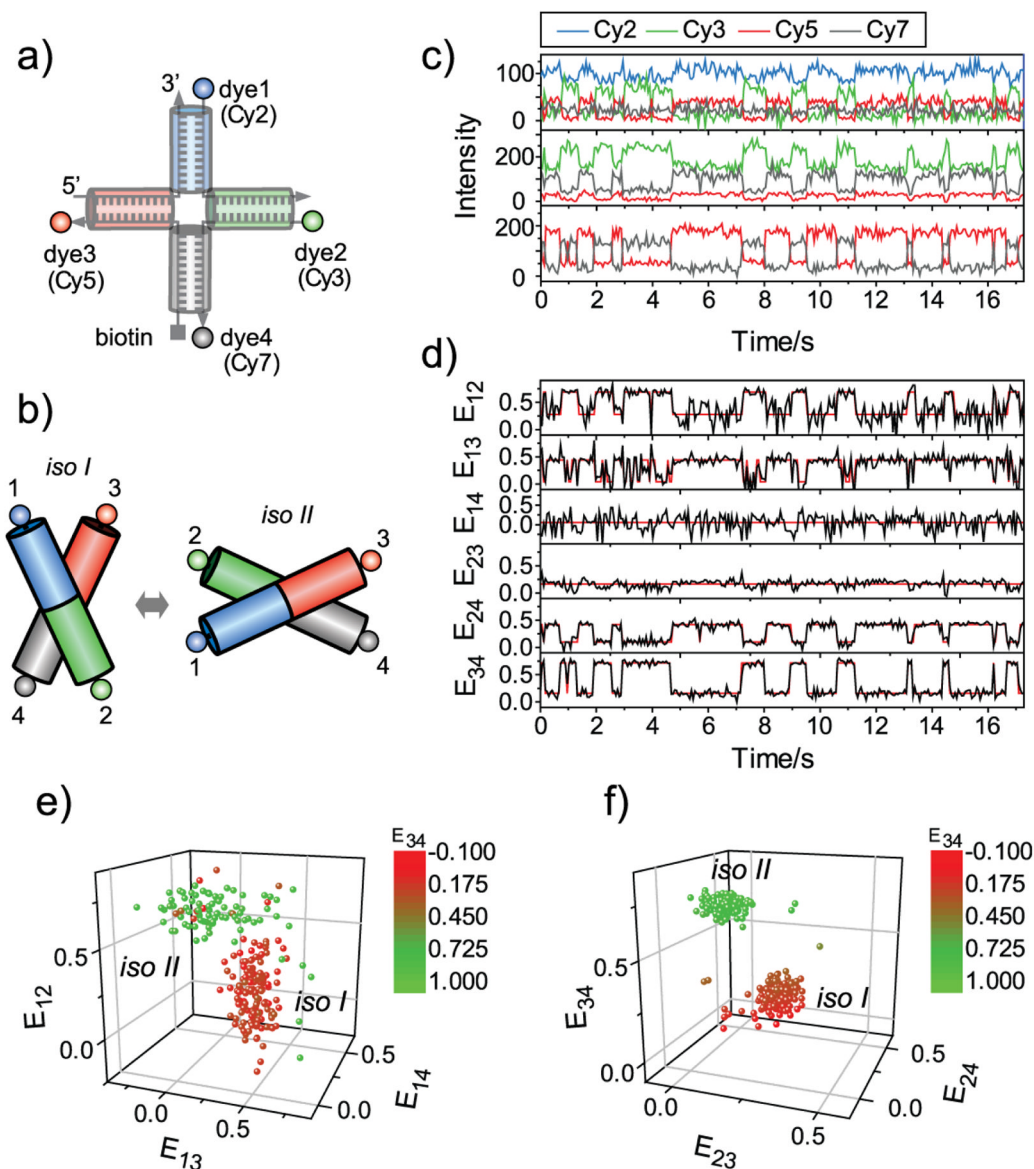 a)
3'
dye1
(Cy2)
5'
dye3
(Cy5)
dye2
(Cy3)
biotin
dye4
(Cy7)
b)
iso I
1
3
4
2
iso II
2
3
1
4
c)
Cy2 Cy3 Cy5 Cy7
Intensity
100
0
200
0
200
0
0 2 4 6 8 10 12 14 16
Time/s
d)
E12
0.5
0.0
E13
0.5
0.0
E14
0.5
0.0
E23
0.5
0.0
E24
0.5
0.0
E34
0.5
0.0
0 2 4 6 8 10 12 14 16
Time/s
e)
E34
-0.100
0.175
0.450
0.725
1.000
iso II
iso I
E12
0.5
0.0
E13
0.0
0.5
E14
0.5
0.0
f)
E34
-0.100
0.175
0.450
0.725
1.000
iso II
iso I
E34
0.5
0.0
E23
0.0
0.5
E24
0.5
0.0